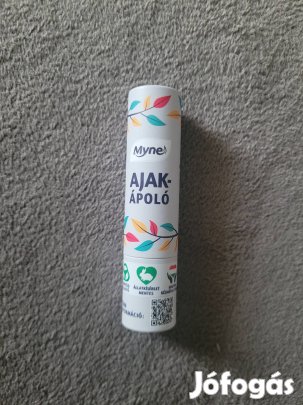 Myne
AJAK-
ÁPOLÓ
ÁLLATKÍSÉRLET
MENTES
Jófogás